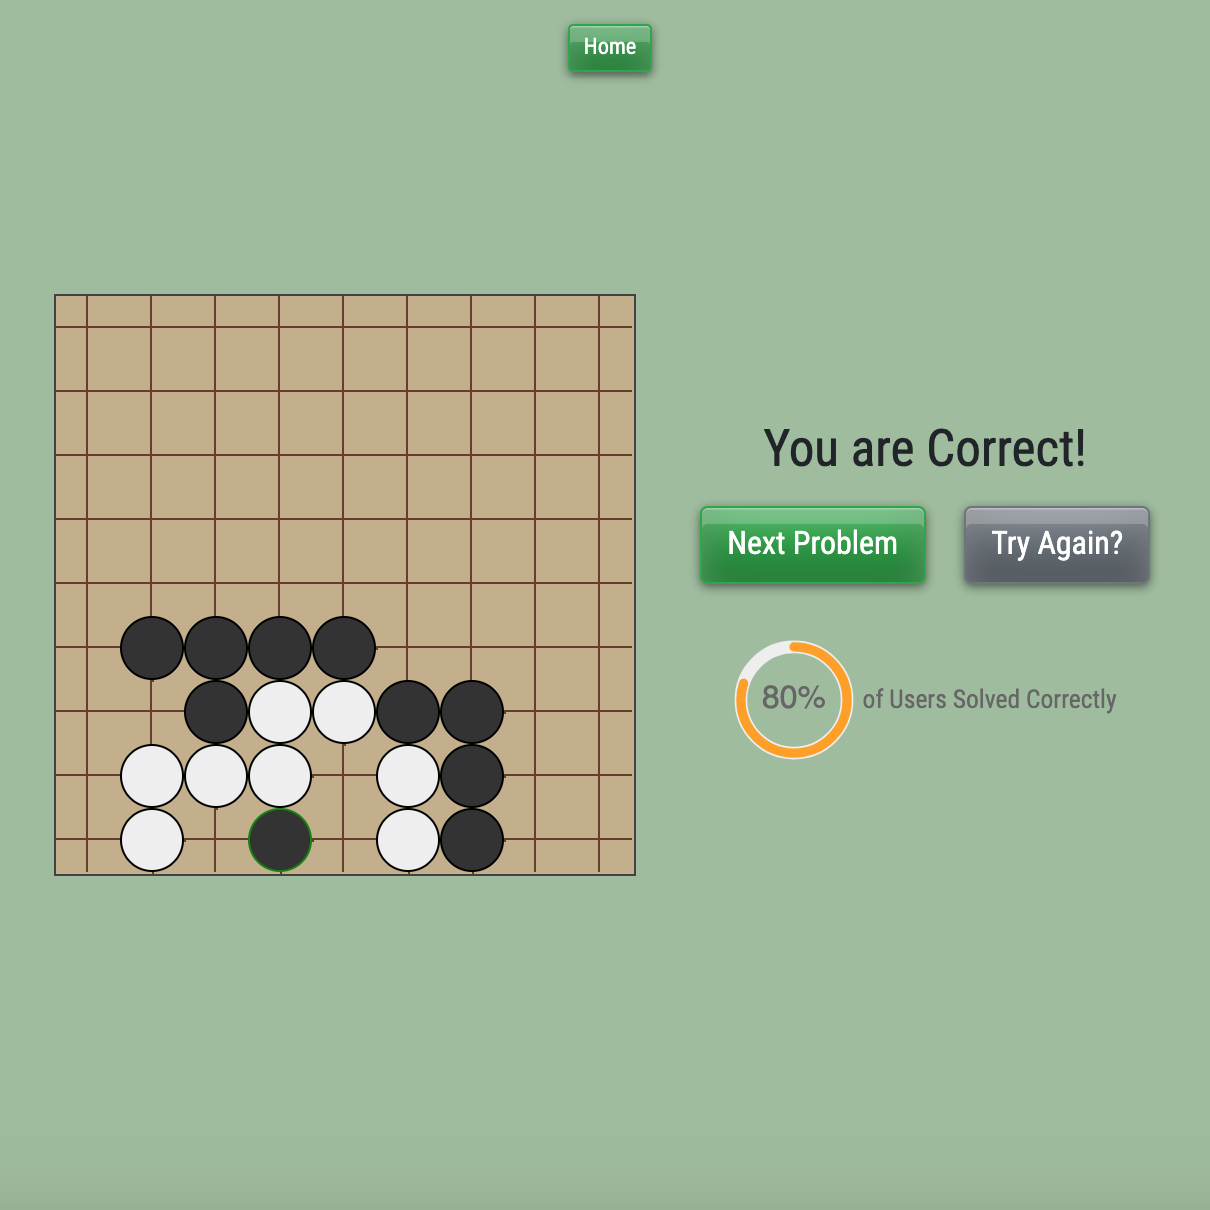 Home
You are Correct!
Next Problem
Try Again?
80%
of Users Solved Correctly